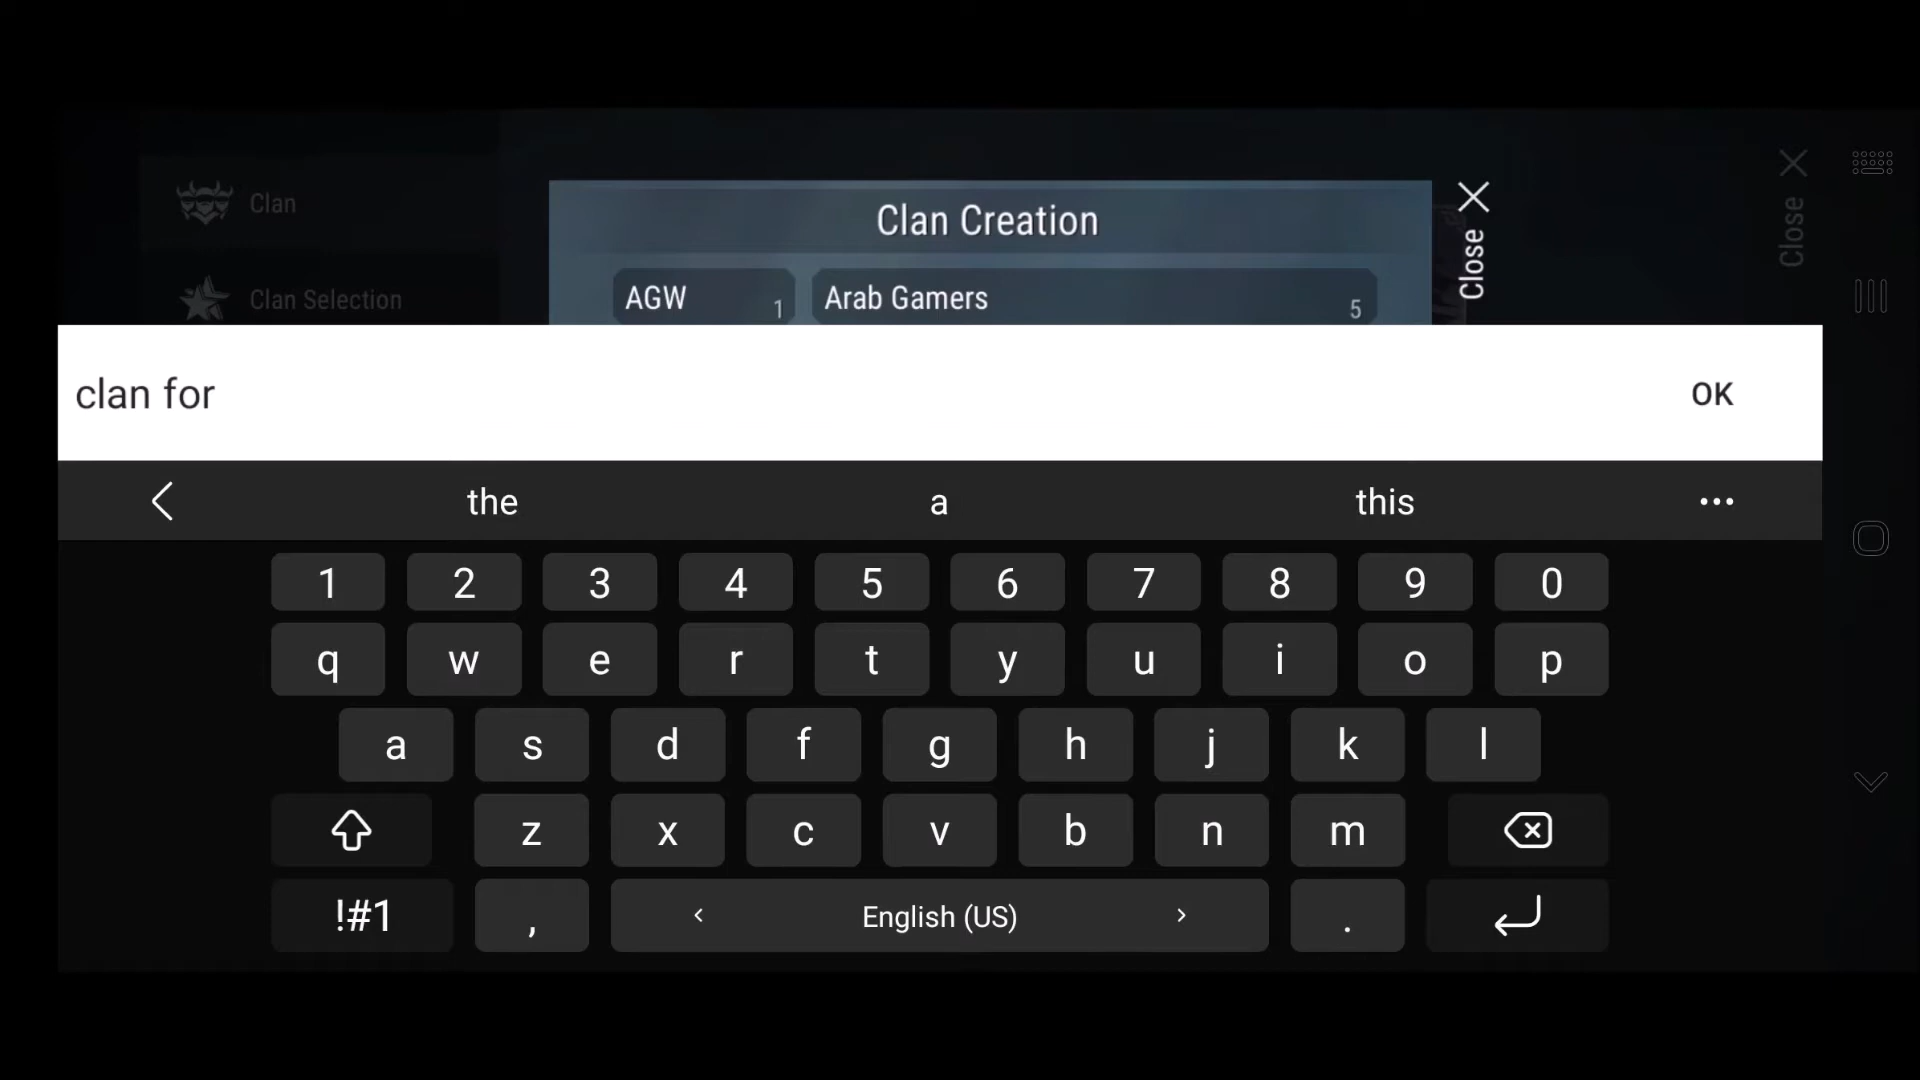 Clan
Clan Selection
Clan Creation
AGW 1 Arab Gamers 5
Close
Close
clan for OK
the a this
1 2 3 4 5 6 7 8 9 0
q w e r t y u i o p
a s d f g h j k l
z x c v b n m
!#1 , English (US) .